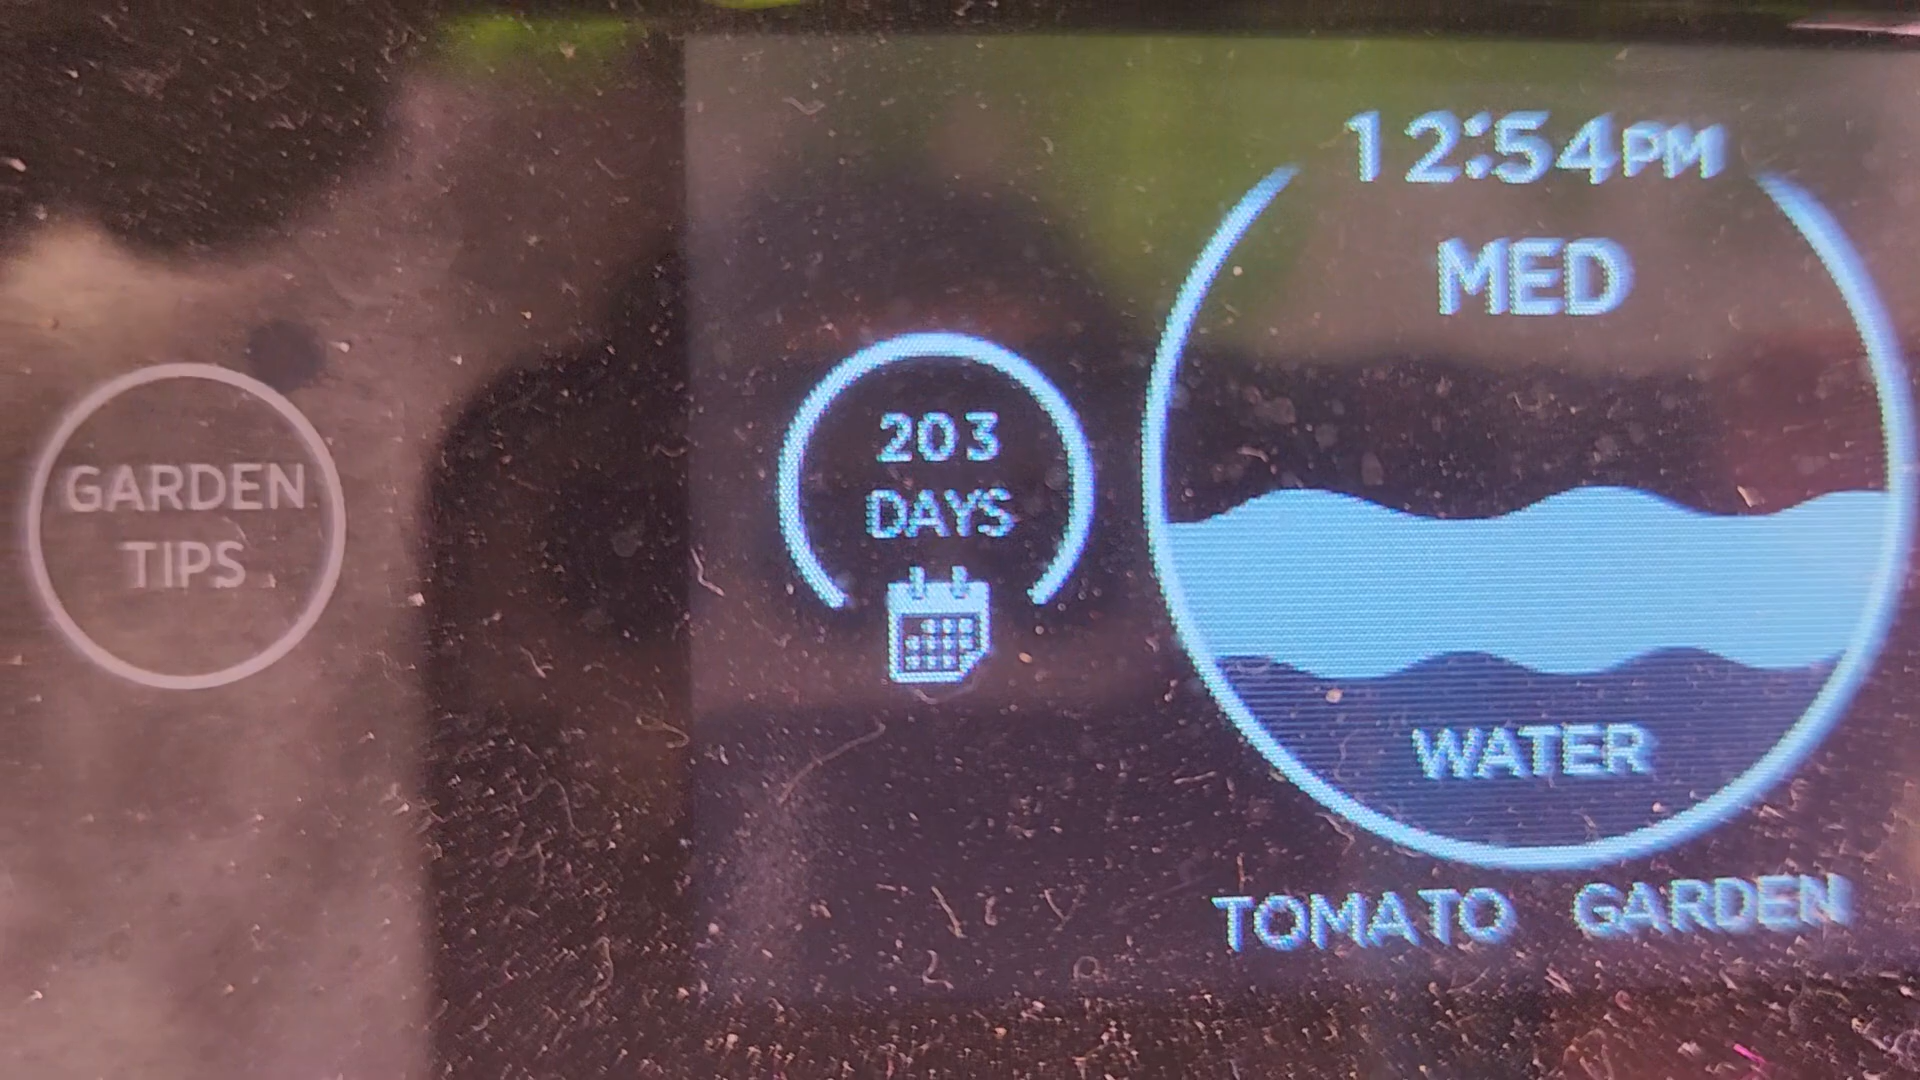 GARDEN
TIPS
203
DAYS
12:54PM
MED
WATER
TOMATO GARDEN